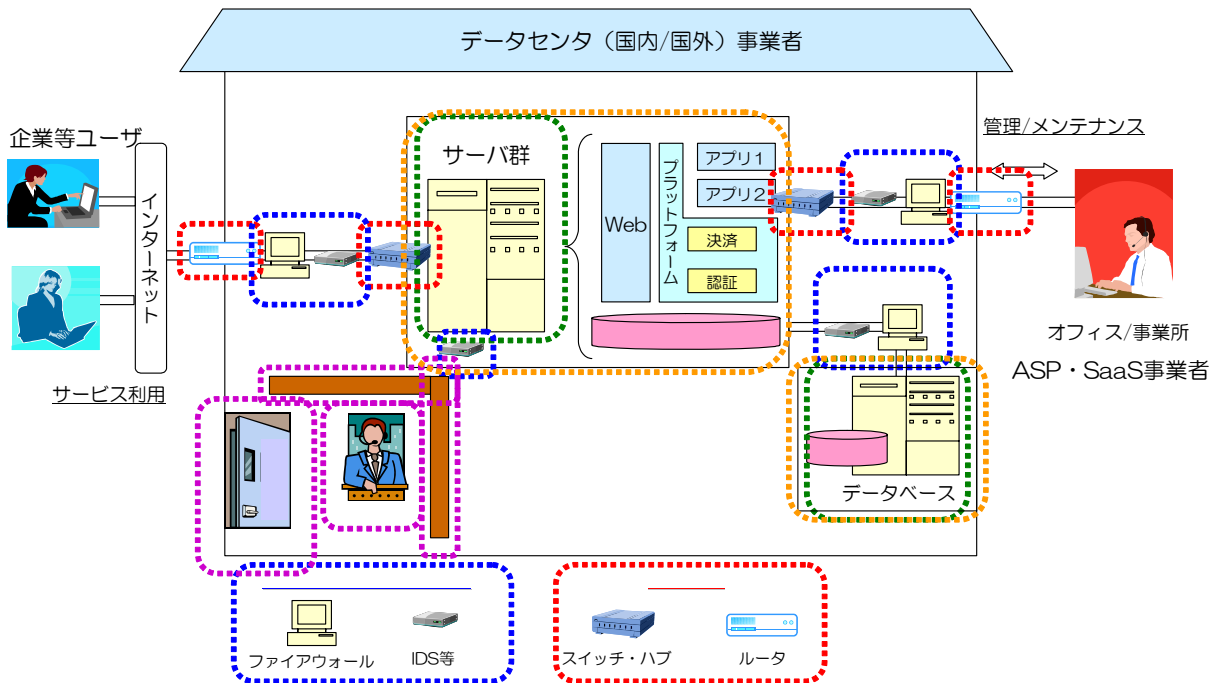 データセンタ（国内/国外）事業者
企業等ユーザ
インターネット
サービス利用
サーバ群
Web
プラットフォーム
アプリ1
アプリ2
決済
認証
管理/メンテナンス
オフィス/事業所
ASP・SaaS事業者
データベース
ファイアウォール
IDS等
スイッチ・ハブ
ルータ